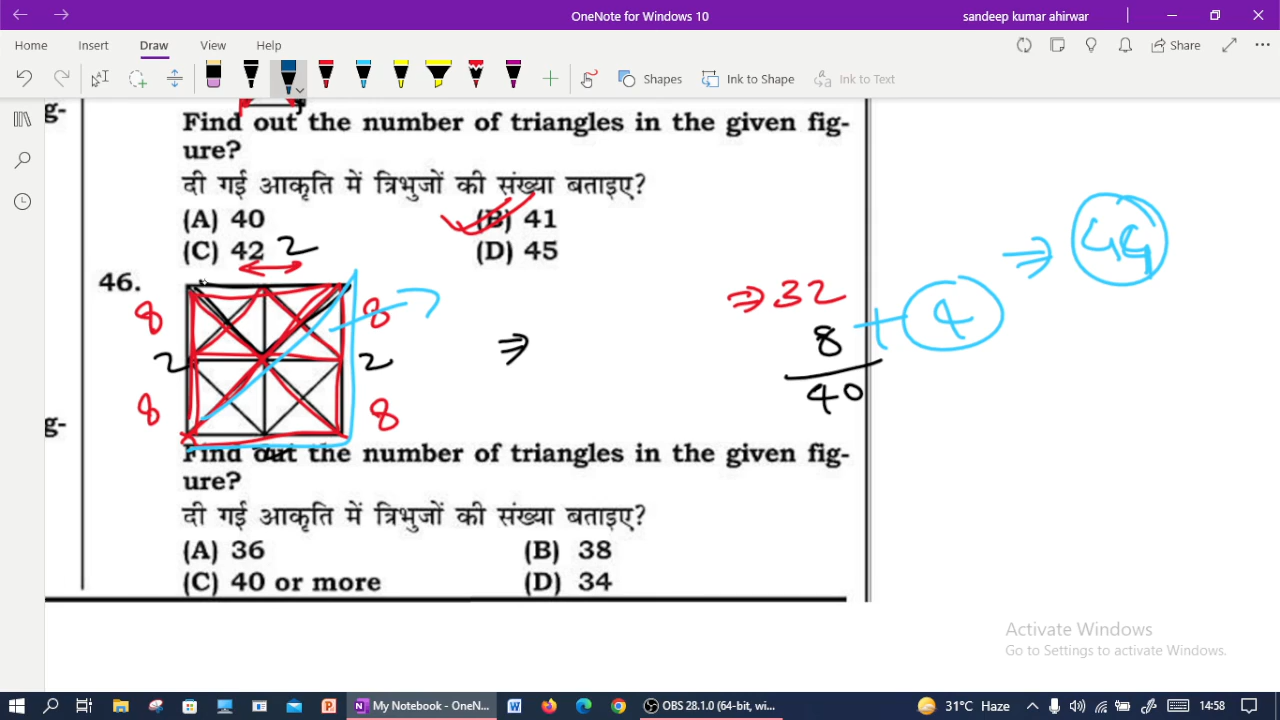 OneNote for Windows 10
sandeep kumar ahirwar
Home Insert Draw View Help
Share
Shapes
Ink to Shape
Ink to Text
g-
Find out the number of triangles in the given fig-
ure?
दी गई आकृति में त्रिभुजों की संख्या बताइए?
(A) 40 (B) 41
(C) 42 (D) 45
2
46.
8 8
2 2
8 8
⇒
⇒ 32
8 + 4
40
⇒ 44
g-
Find out the number of triangles in the given fig-
ure?
दी गई आकृति में त्रिभुजों की संख्या बताइए?
(A) 36 (B) 38
(C) 40 or more (D) 34
Activate Windows
Go to Settings to activate Windows.
My Notebook - OneN...
OBS 28.1.0 (64-bit, wi...
31°C Haze
ENG
14:58